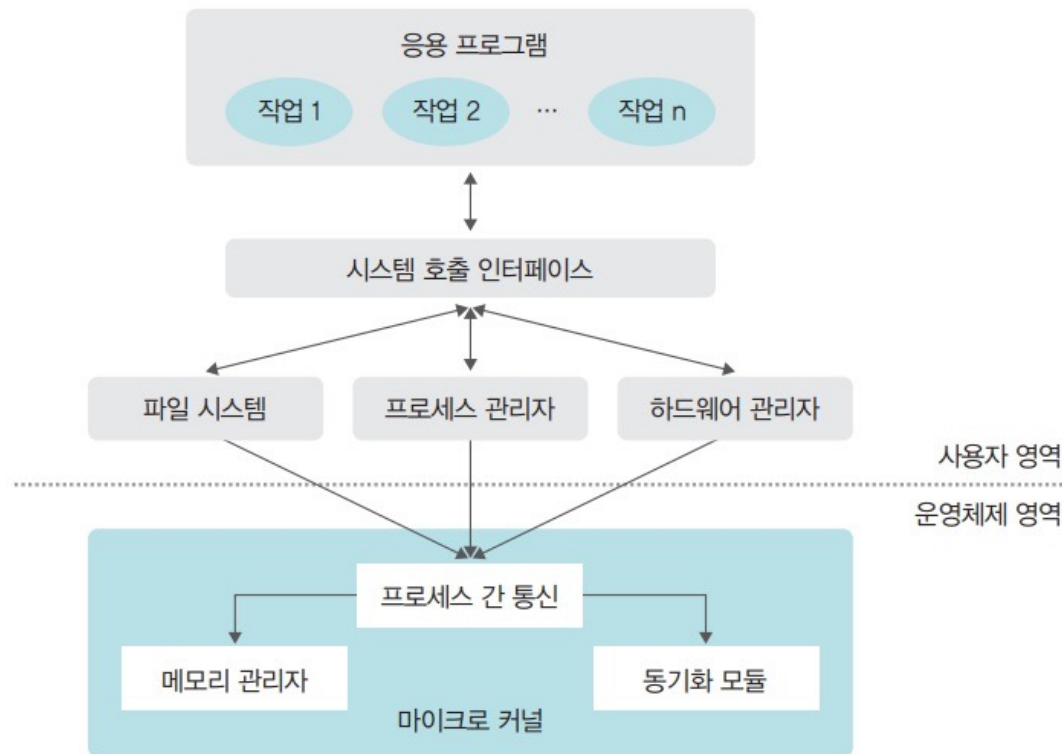 응용 프로그램
작업 1
작업 2
…
작업 n
시스템 호출 인터페이스
파일 시스템
프로세스 관리자
하드웨어 관리자
사용자 영역
운영체제 영역
프로세스 간 통신
메모리 관리자
동기화 모듈
마이크로 커널